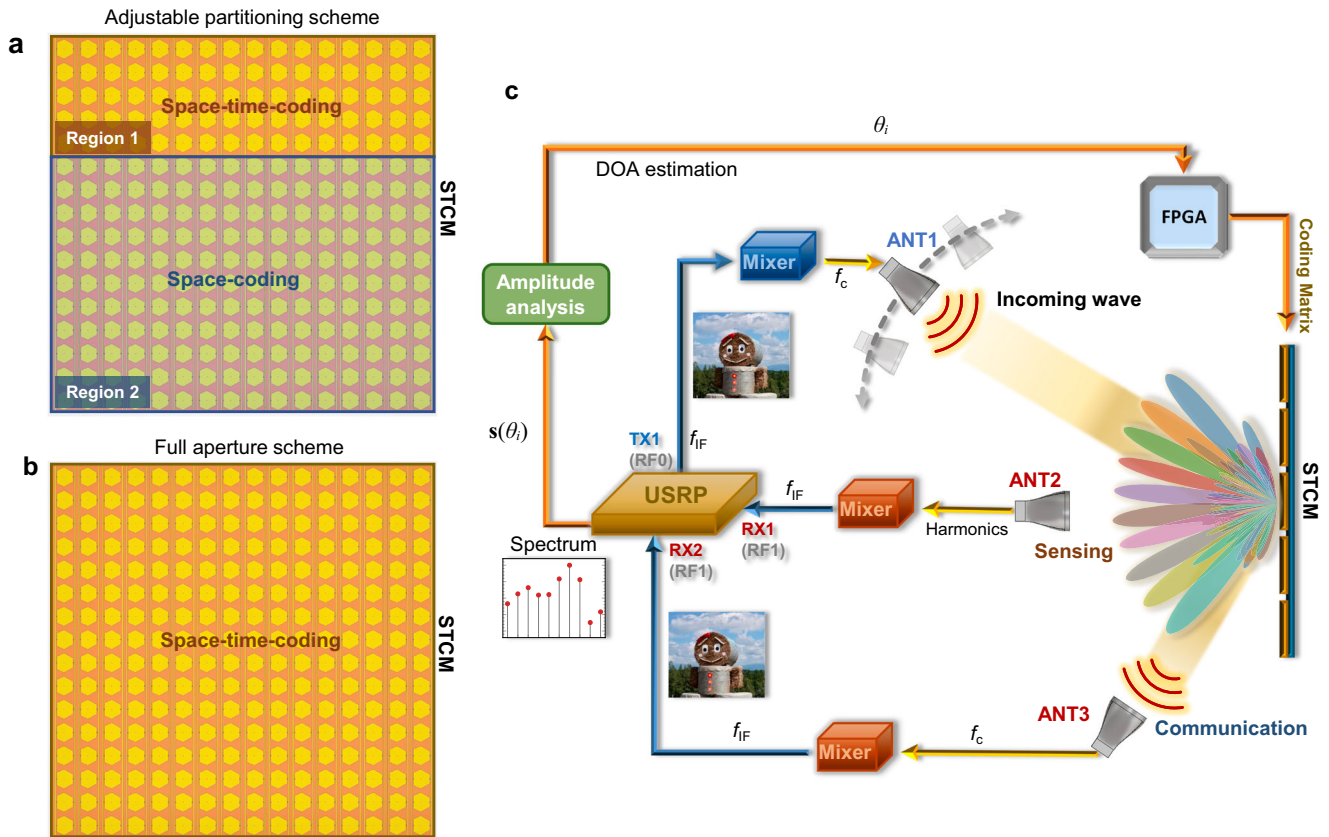 Adjustable partitioning scheme
a
Space-time-coding
Region 1
Space-coding
Region 2
STCM
Full aperture scheme
b
Space-time-coding
STCM
c
θi
DOA estimation
FPGA
Coding Matrix
Mixer
ANT1
fc
Incoming wave
Amplitude
analysis
s(θi)
TX1
(RF0)
fIF
USRP
fIF
Mixer
ANT2
Harmonics
Sensing
RX1
(RF1)
RX2
(RF1)
Spectrum
STCM
ANT3
Communication
fIF
Mixer
fc